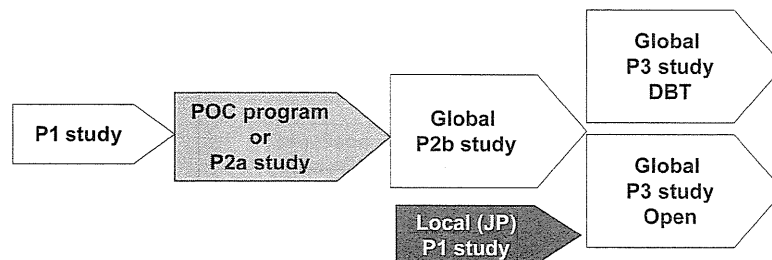 P1 study
POC program
or
P2a study
Global
P2b study
Local (JP)
P1 study
Global
P3 study
DBT
Global
P3 study
Open